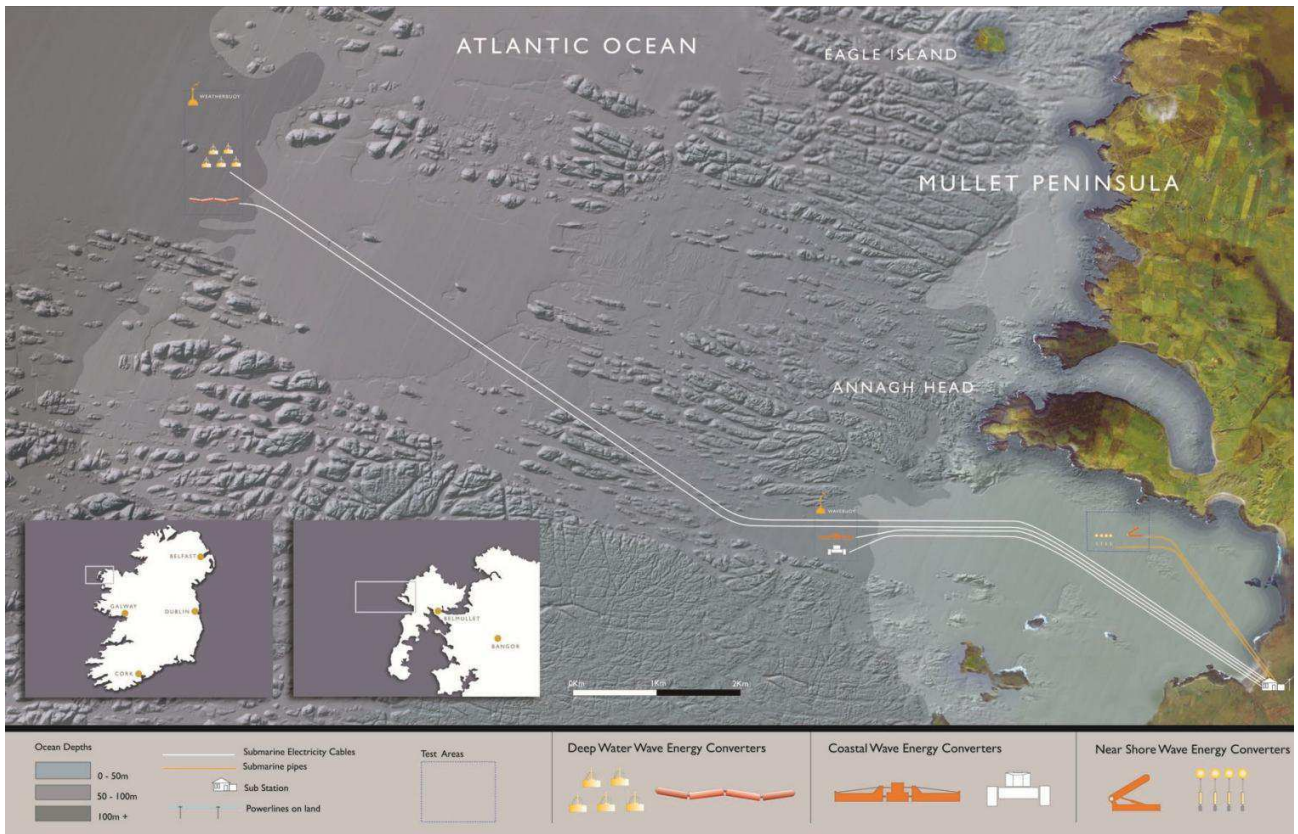 ATLANTIC OCEAN
EAGLE ISLAND
WEATHERBUOY
MULLET PENINSULA
ANNAGH HEAD
WAVEBUOY
BELFAST
GALWAY
DUBLIN
CORK
BELMULLET
BANGOR
0Km 1Km 2Km
Ocean Depths
0 - 50m
50 - 100m
100m +
Submarine Electricity Cables
Submarine pipes
Sub Station
Powerlines on land
Test Areas
Deep Water Wave Energy Converters
Coastal Wave Energy Converters
Near Shore Wave Energy Converters